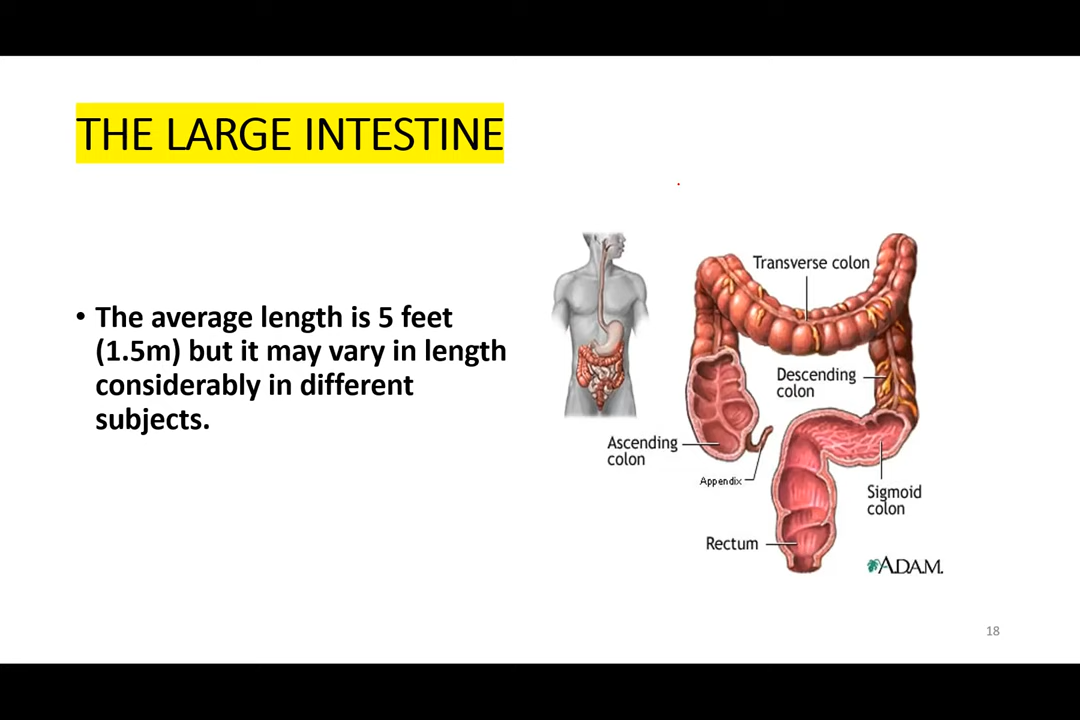 THE LARGE INTESTINE
• The average length is 5 feet
(1.5m) but it may vary in length
considerably in different
subjects.
Transverse colon
Descending
colon
Ascending
colon
Appendix
Sigmoid
colon
Rectum
A.D.A.M.
18